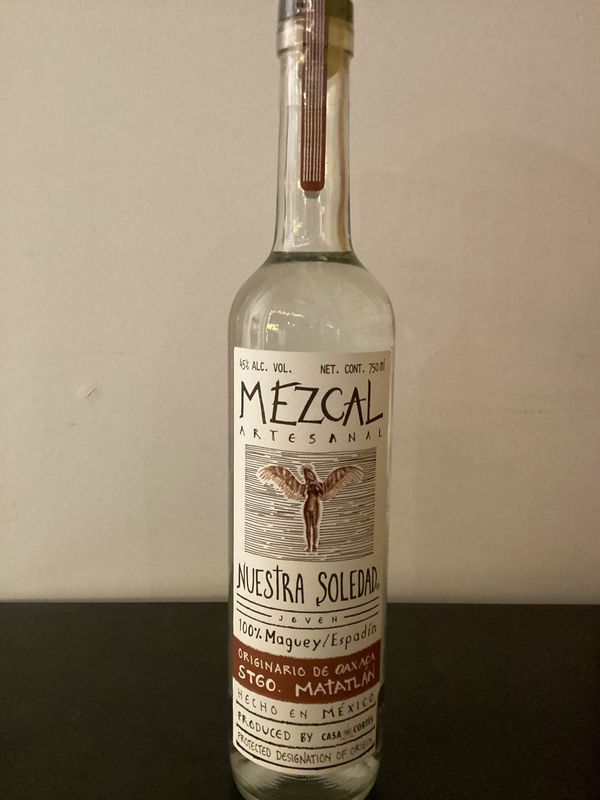 45% ALC. VOL. NET. CONT. 750 ml
MEZCAL
ARTESANAL
NUESTRA SOLEDAD®
JOVEN
100% Maguey/Espadín
ORIGINARIO DE OAXACA
STGO. MATATLÁN
HECHO EN MÉXICO
PRODUCED BY CASA CORTÉS
PROTECTED DESIGNATION OF ORIGIN